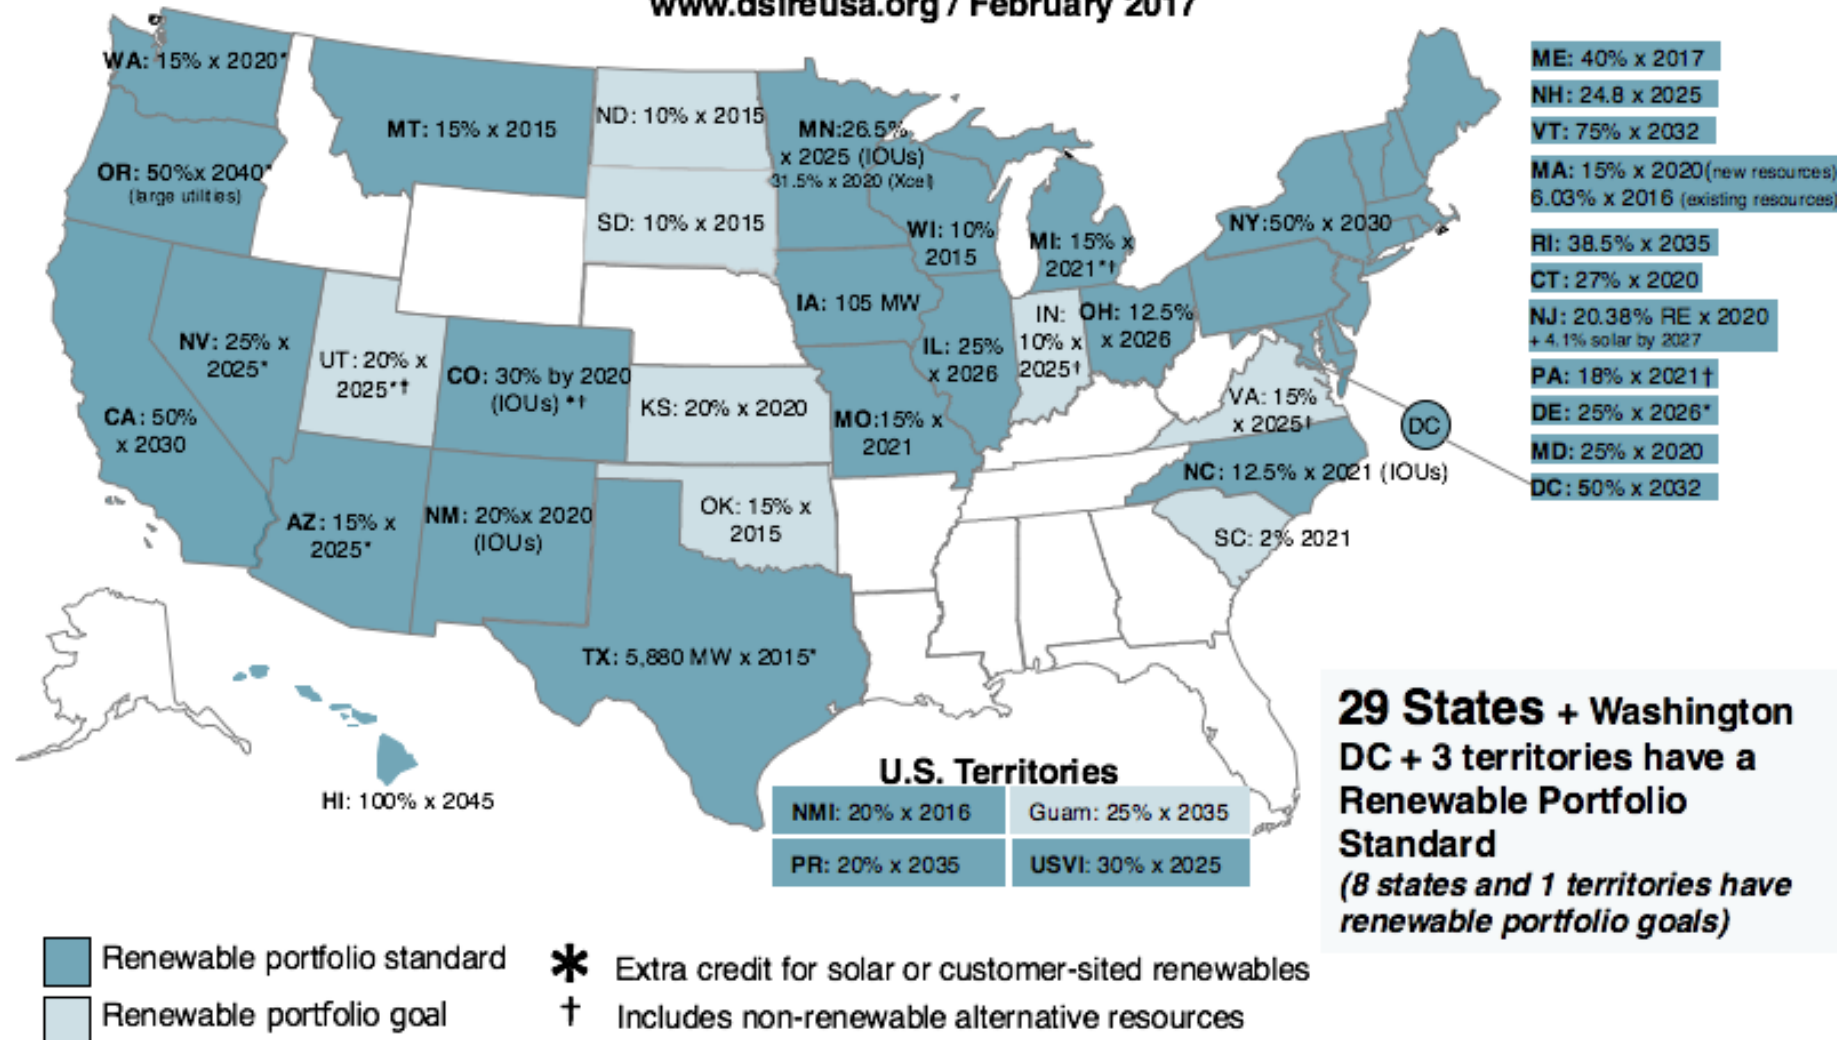 www.dsireusa.org / February 2017
WA: 15% x 2020*
OR: 50%x 2040*
(large utilities)
CA: 50%
x 2030
MT: 15% x 2015
NV: 25% x
2025*
UT: 20% x
2025*†
AZ: 15% x
2025*
ND: 10% x 2015
SD: 10% x 2015
CO: 30% by 2020
(IOUs) *†
NM: 20%x 2020
(IOUs)
KS: 20% x 2020
OK: 15% x
2015
TX: 5,880 MW x 2015*
HI: 100% x 2045
MN:26.5%
x 2025 (IOUs)
31.5% x 2020 (Xcel)
IA: 105 MW
MO:15% x
2021
WI: 10%
2015
IL: 25%
x 2026
MI: 15% x
2021*†
IN:
10% x
2025†
OH: 12.5%
x 2026
NY:50% x 2030
VA: 15%
x 2025†
NC: 12.5% x 2021 (IOUs)
SC: 2% 2021
DC
ME: 40% x 2017
NH: 24.8 x 2025
VT: 75% x 2032
MA: 15% x 2020(new resources)
6.03% x 2016 (existing resources)
RI: 38.5% x 2035
CT: 27% x 2020
NJ: 20.38% RE x 2020
+ 4.1% solar by 2027
PA: 18% x 2021†
DE: 25% x 2026*
MD: 25% x 2020
DC: 50% x 2032
U.S. Territories
NMI: 20% x 2016
Guam: 25% x 2035
PR: 20% x 2035
USVI: 30% x 2025
29 States + Washington
DC + 3 territories have a
Renewable Portfolio
Standard
(8 states and 1 territories have
renewable portfolio goals)
Renewable portfolio standard
Renewable portfolio goal
* Extra credit for solar or customer-sited renewables
† Includes non-renewable alternative resources